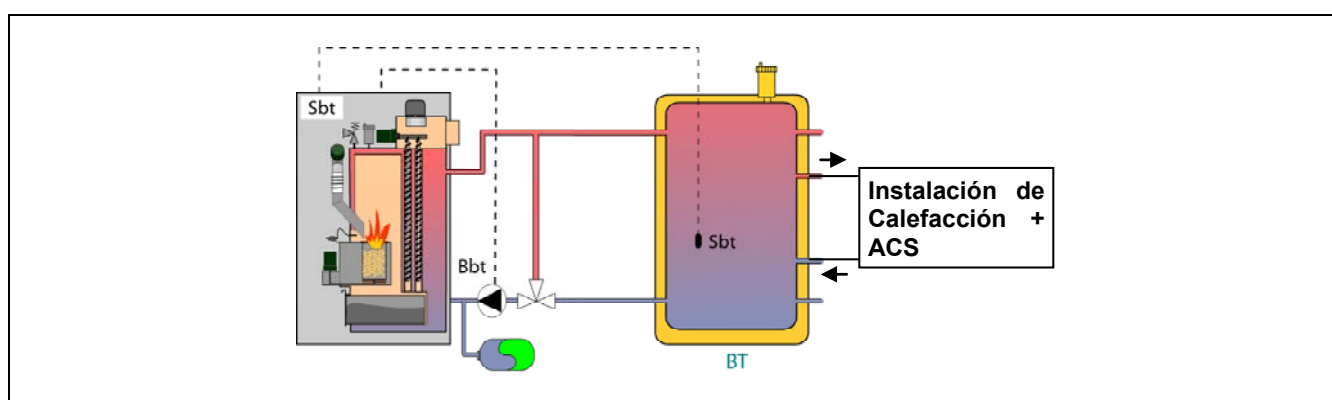 Sbt
Bbt
Sbt
Instalación de
Calefacción +
ACS
BT